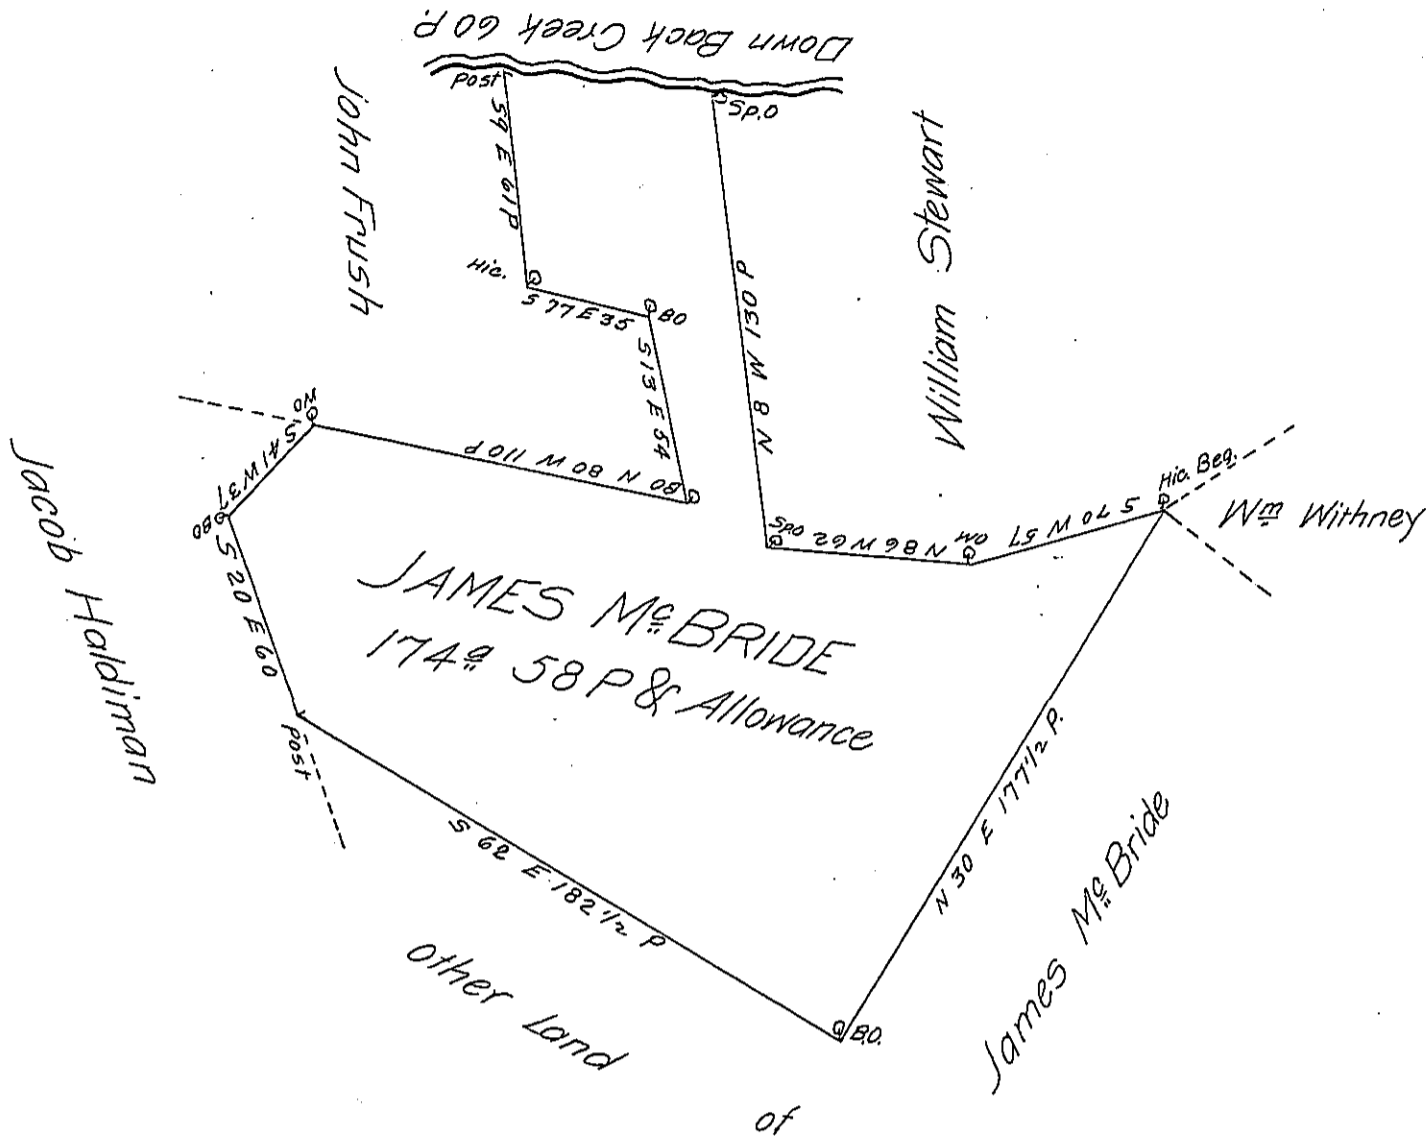 Down Back Creek 60 P.
Post
Sp.O
John Frush
S9 E 61P
William Stewart
Hic.
S 77 E 35
BO
N 8 W 130 P
S 13 E 54
WO
S 41 W 37
N 80 W 110 P
BO
Hic. Beg.
Wm Withney
S 70 W 57
WO
N 86 W 62
SpO
BO
Jacob Haldiman
S 20 E 60
JAMES McBRIDE
174a 58 P & Allowance
Post
S 62 E 182 1/2 P
N 30 E 177 1/2 P.
B.O.
Other Land
of
James McBride